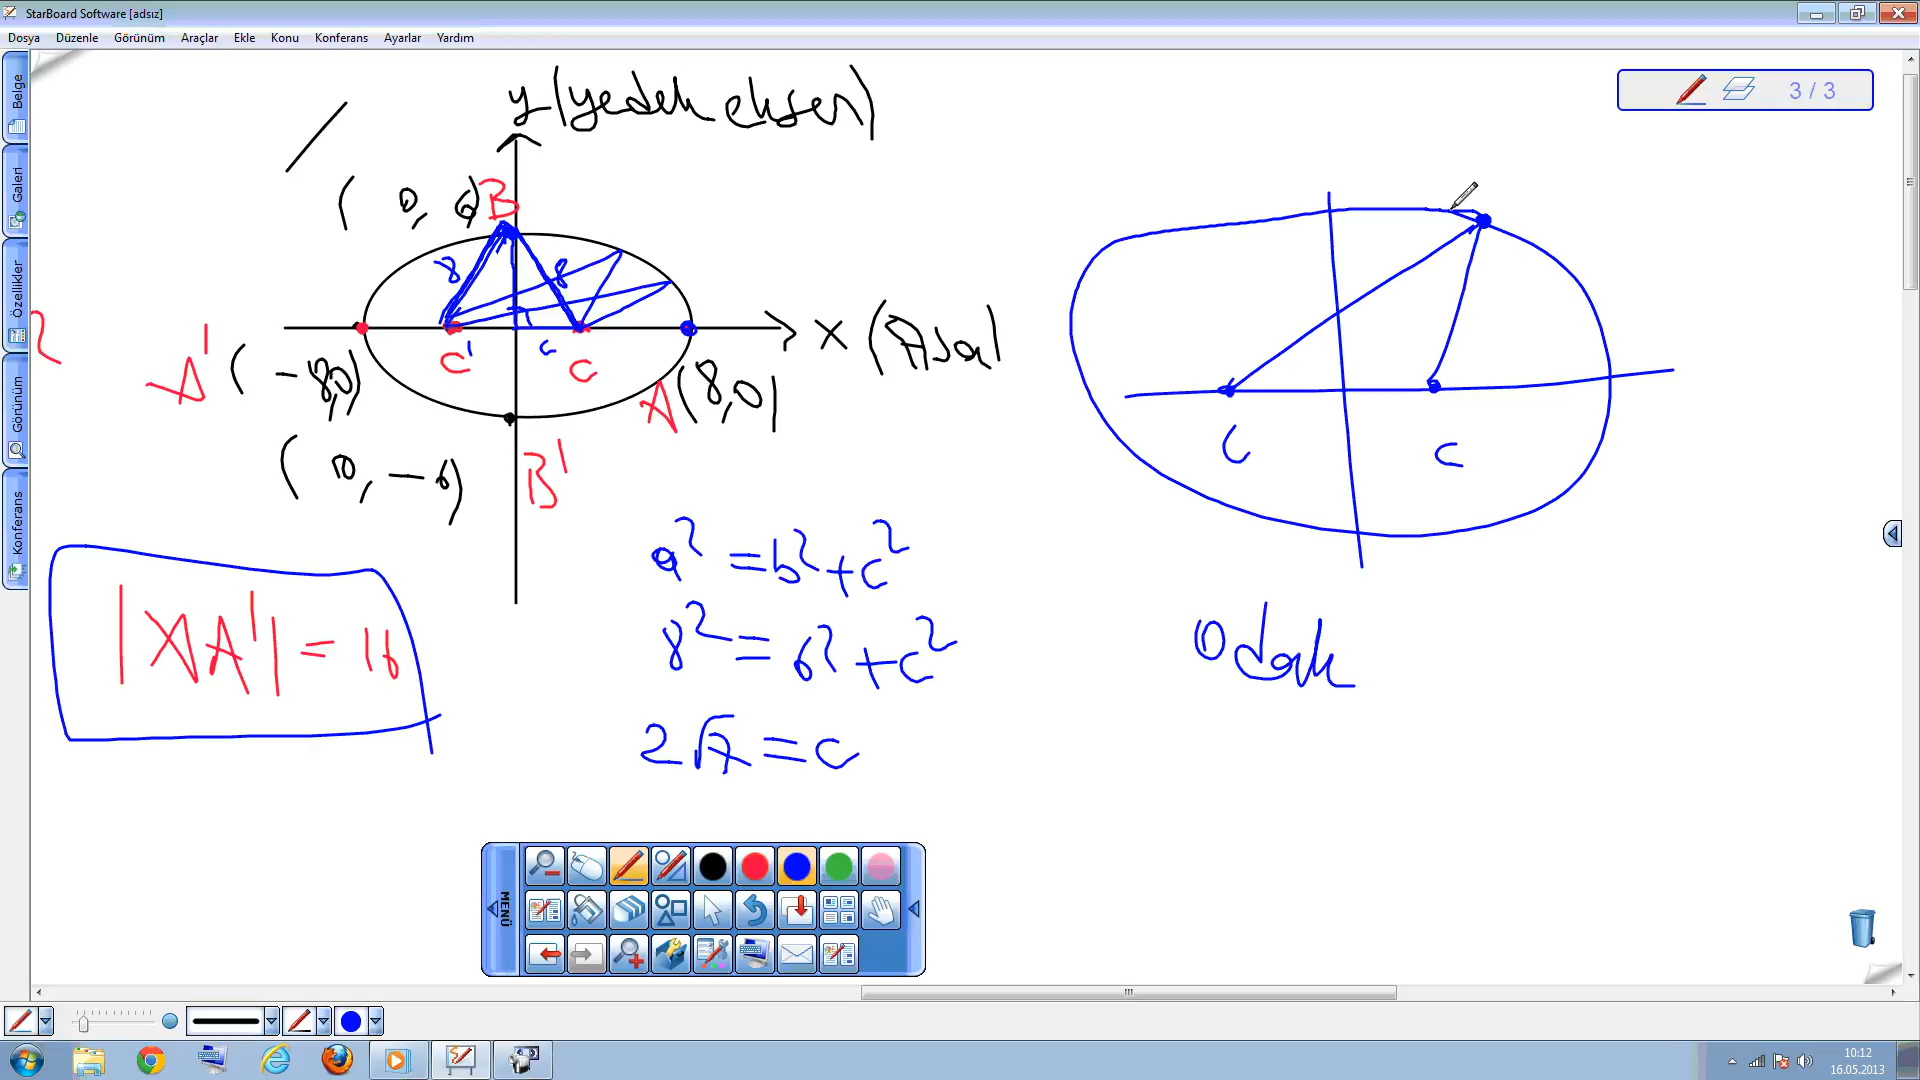 StarBoard Software [adsız]
Dosya Düzenle Görünüm Araçlar Ekle Konu Konferans Ayarlar Yardım
Belge
Galeri
Özellikler
Görünüm
Konferans
3 / 3
y (yedek eksen)
(0, 6) B
8 8
x (Asal
C' c C
A' (-8,0)
A (8,0)
(0, -6)
B'
2
a² = b² + c²
8² = 6² + c²
2√7 = c
|AA'| = 16
C C
Odak
MENÜ
10:12
16.05.2013